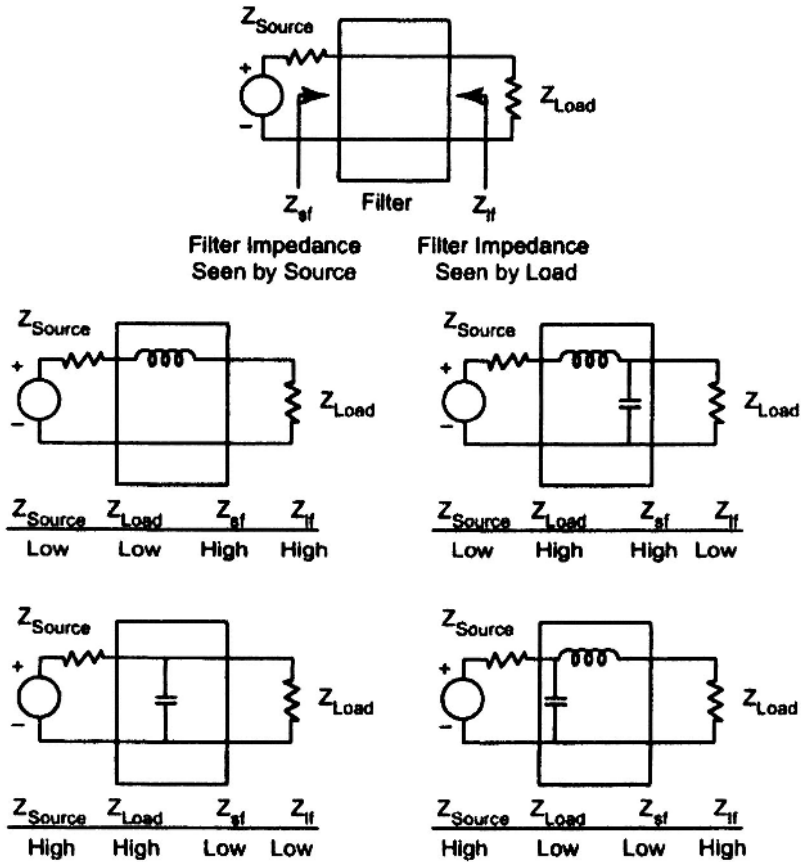 Z_Source
+
−
Z_Load
Z_sf Filter Z_lf
Filter Impedance Seen by Source
Filter Impedance Seen by Load
Z_Source
+
−
Z_Load
Z_Source Z_Load Z_sf Z_lf
Low Low High High
Z_Source
+
−
Z_Load
Z_Source Z_Load Z_sf Z_lf
Low High High Low
Z_Source
+
−
Z_Load
Z_Source Z_Load Z_sf Z_lf
High High Low Low
Z_Source
+
−
Z_Load
Z_Source Z_Load Z_sf Z_lf
High Low Low High